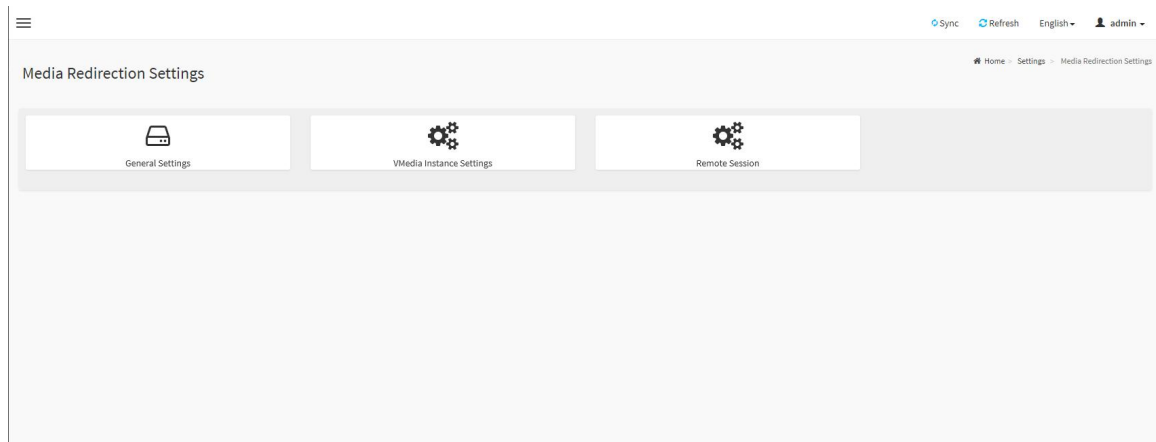 Sync Refresh English admin
Home > Settings > Media Redirection Settings
Media Redirection Settings
General Settings
VMedia Instance Settings
Remote Session